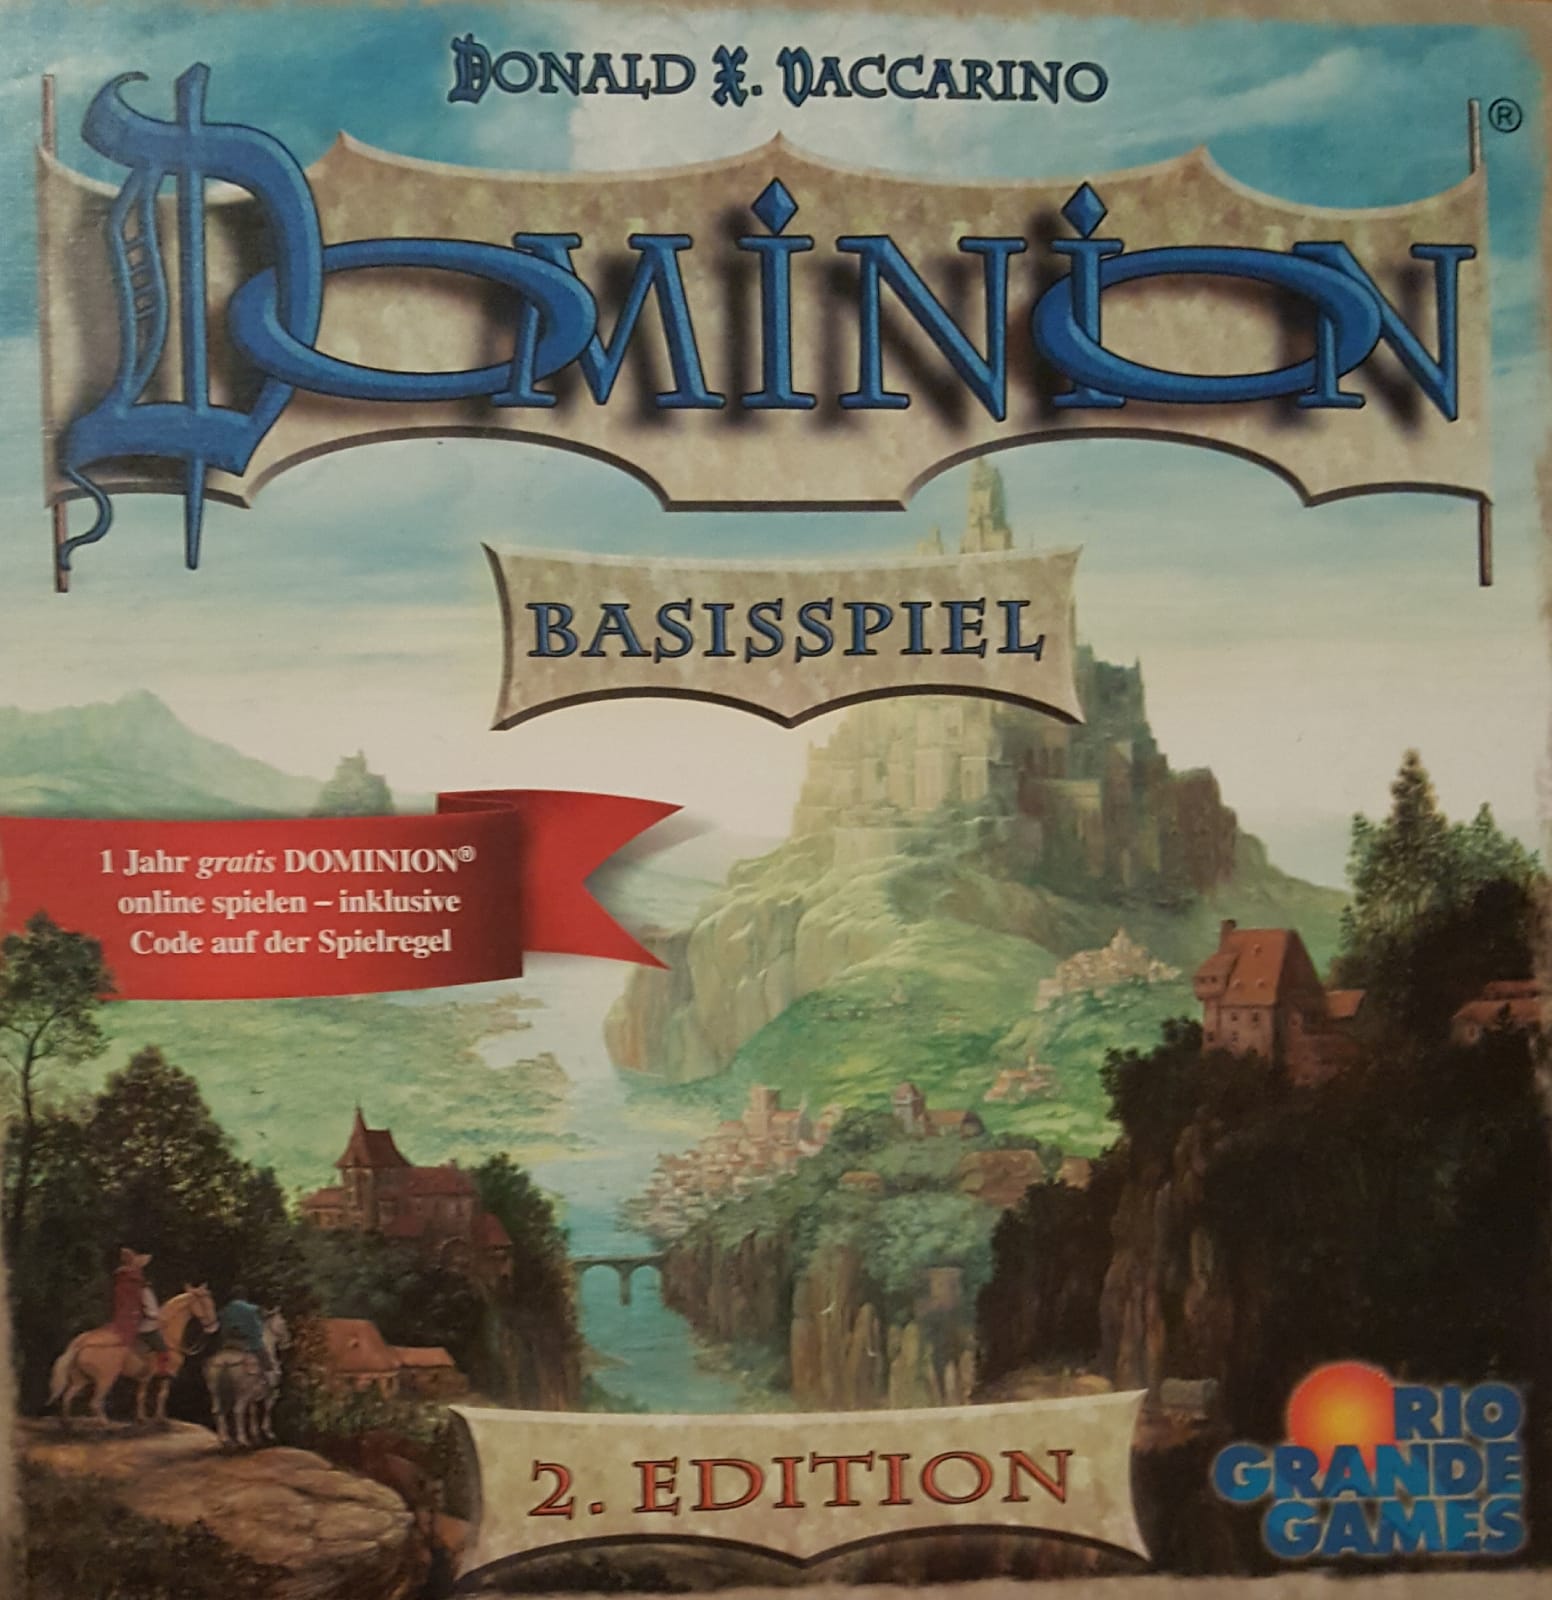 DONALD X. VACCARINO
DOMINION®
BASISSPIEL
1 Jahr gratis DOMINION®
online spielen – inklusive
Code auf der Spielregel
2. EDITION
RIO
GRANDE
GAMES